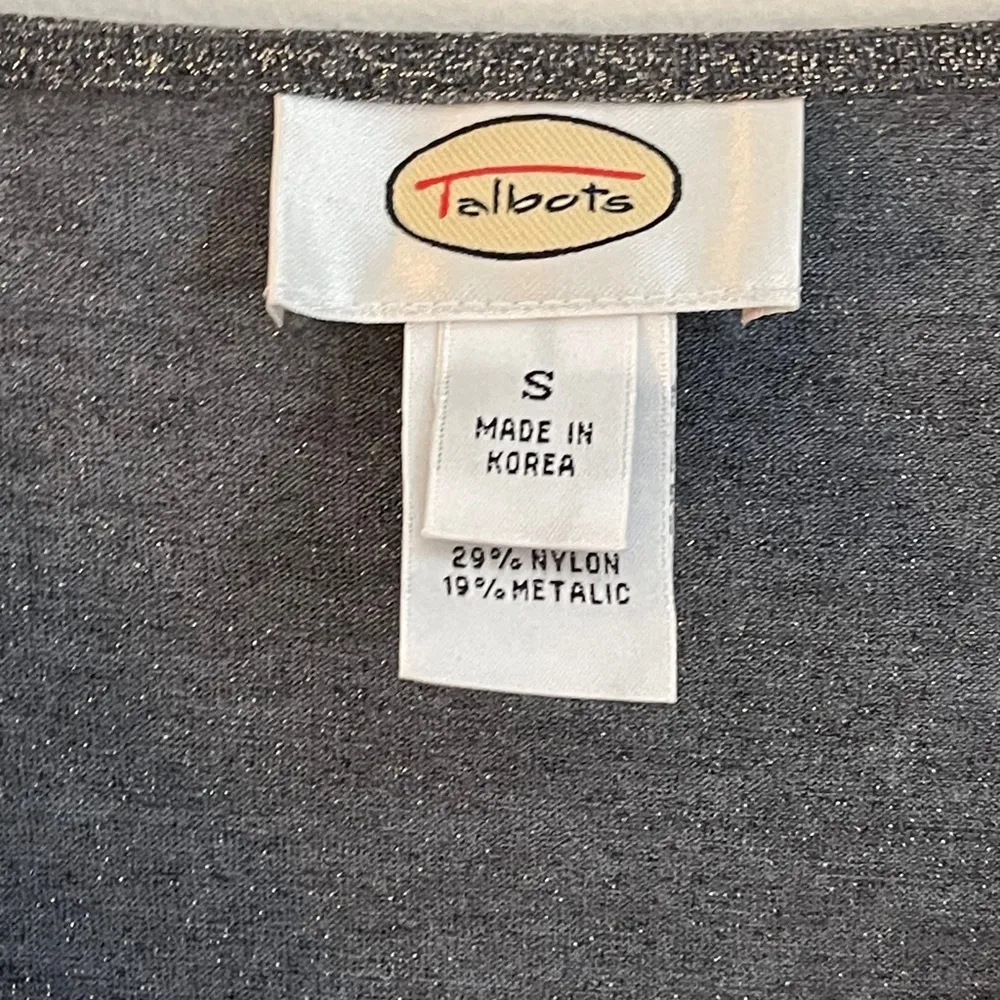 Talbots
S
MADE IN
KOREA
29% NYLON
19% METALIC